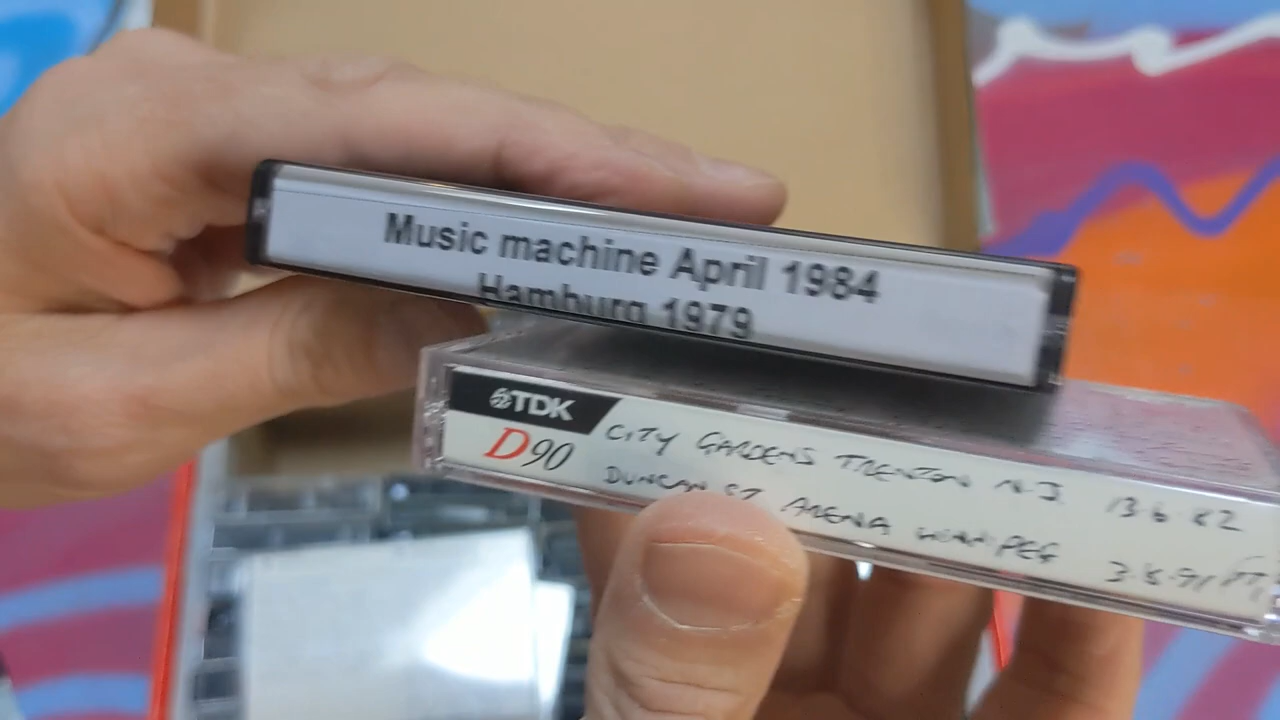 Music machine April 1984
Hamburg 1979
TDK
D90
CITY GARDENS TRENTON N.J. 13.6.82
DUNCAN ST ARENA WINNIPEG 3.8.91